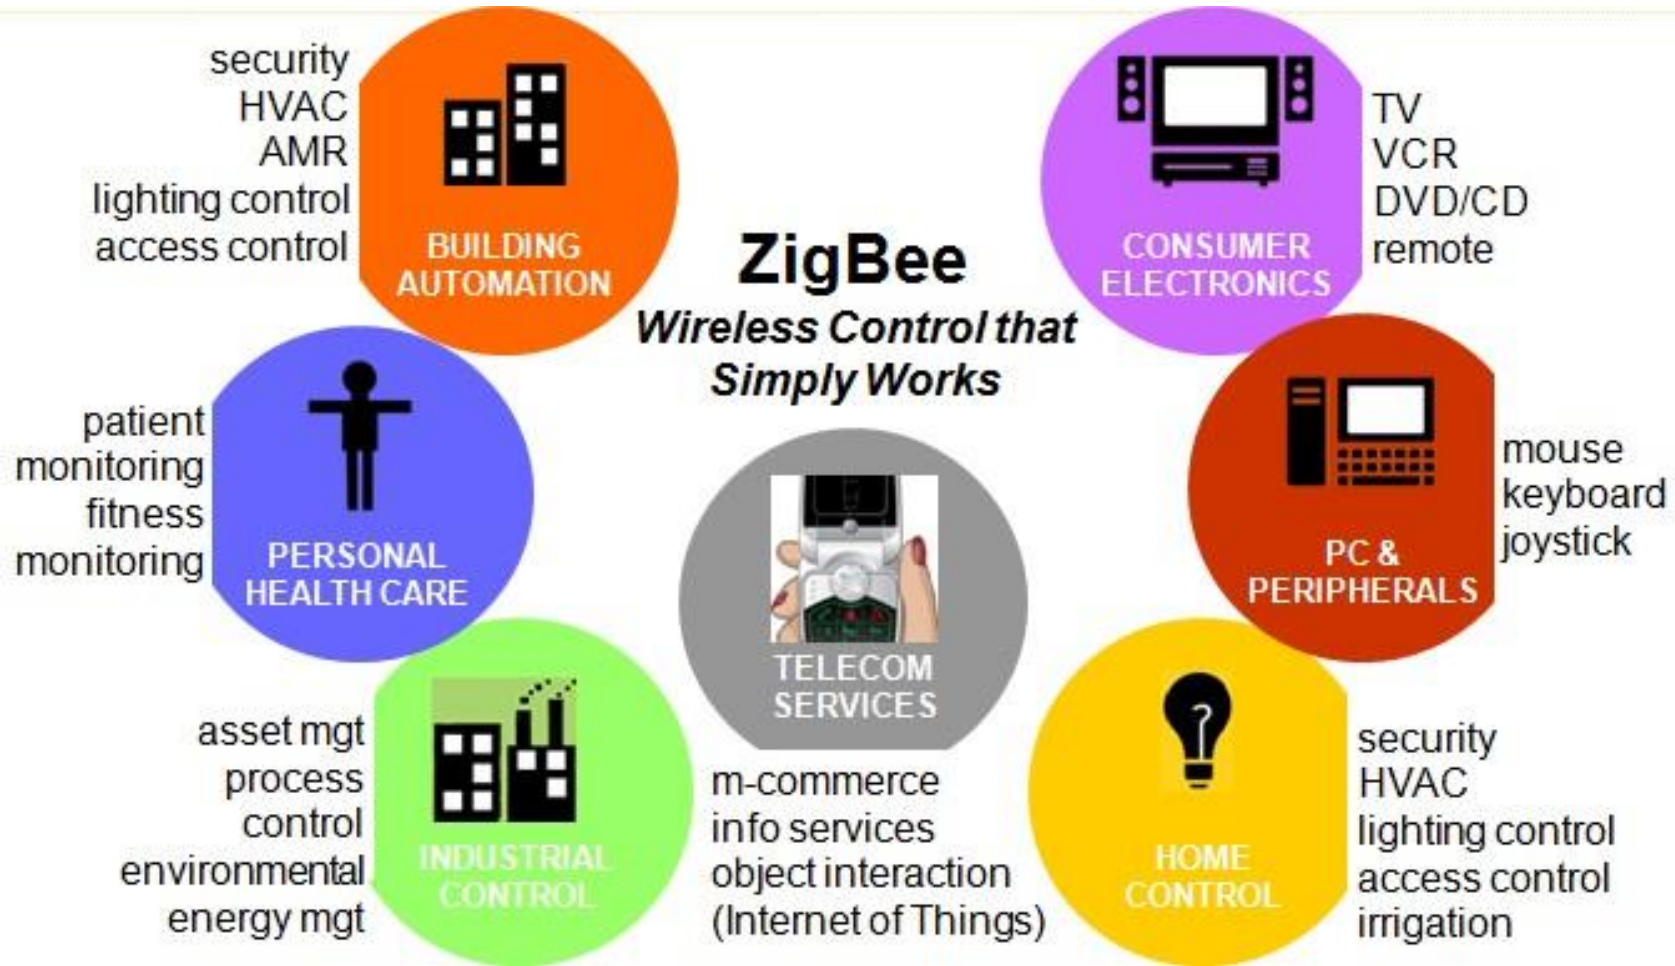 security
HVAC
AMR
lighting control
access control
BUILDING
AUTOMATION
ZigBee
Wireless Control that
Simply Works
CONSUMER
ELECTRONICS
TV
VCR
DVD/CD
remote
patient
monitoring
fitness
monitoring
PERSONAL
HEALTH CARE
PC &
PERIPHERALS
mouse
keyboard
joystick
asset mgt
process
control
environmental
energy mgt
INDUSTRIAL
CONTROL
TELECOM
SERVICES
m-commerce
info services
object interaction
(Internet of Things)
HOME
CONTROL
security
HVAC
lighting control
access control
irrigation